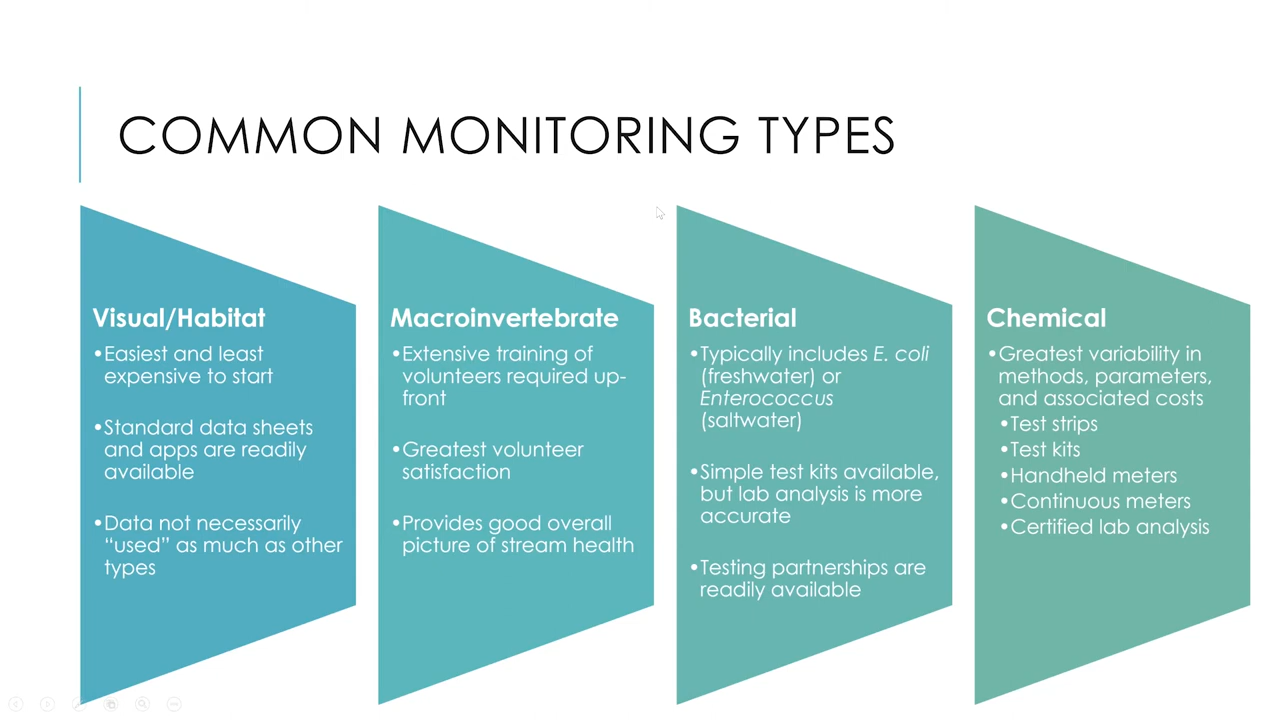 COMMON MONITORING TYPES
Visual/Habitat
•Easiest and least
expensive to start
•Standard data sheets
and apps are readily
available
•Data not necessarily
“used” as much as other
types
Macroinvertebrate
•Extensive training of
volunteers required up-
front
•Greatest volunteer
satisfaction
•Provides good overall
picture of stream health
Bacterial
•Typically includes E. coli
(freshwater) or
Enterococcus
(saltwater)
•Simple test kits available,
but lab analysis is more
accurate
•Testing partnerships are
readily available
Chemical
•Greatest variability in
methods, parameters,
and associated costs
•Test strips
•Test kits
•Handheld meters
•Continuous meters
•Certified lab analysis